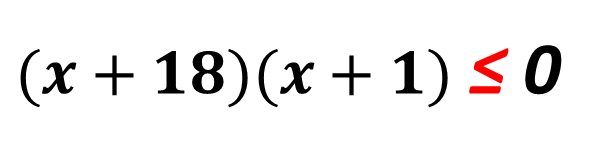 (x + 18)(x + 1) ≤ 0